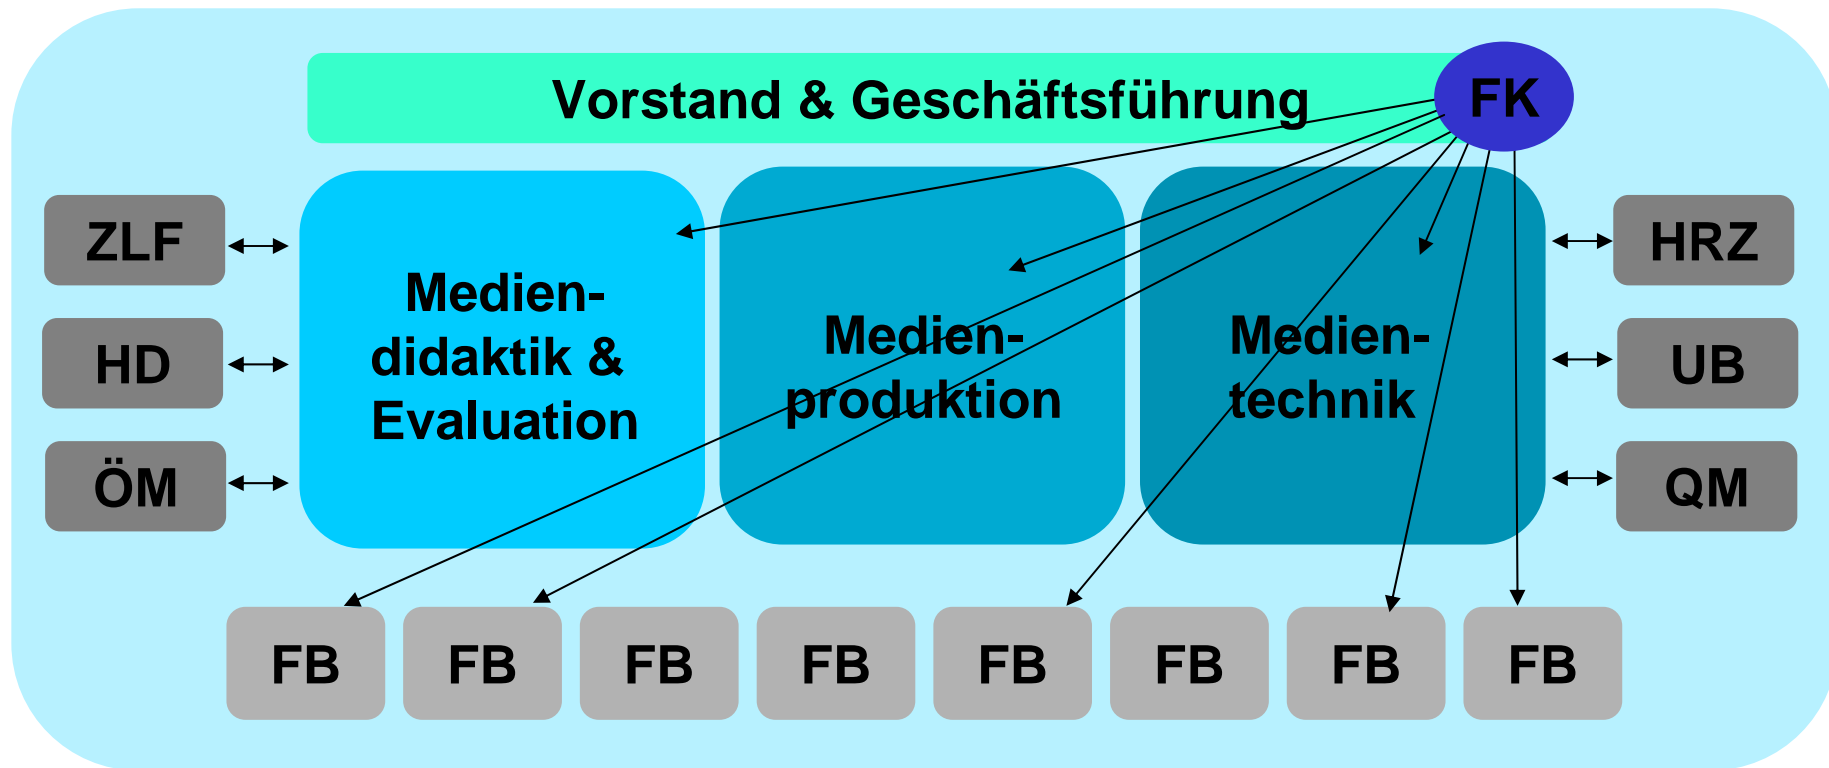 Vorstand & Geschäftsführung
FK
ZLF
HD
ÖM
Medien-
didaktik &
Evaluation
Medien-
produktion
Medien-
technik
HRZ
UB
QM
FB
FB
FB
FB
FB
FB
FB
FB